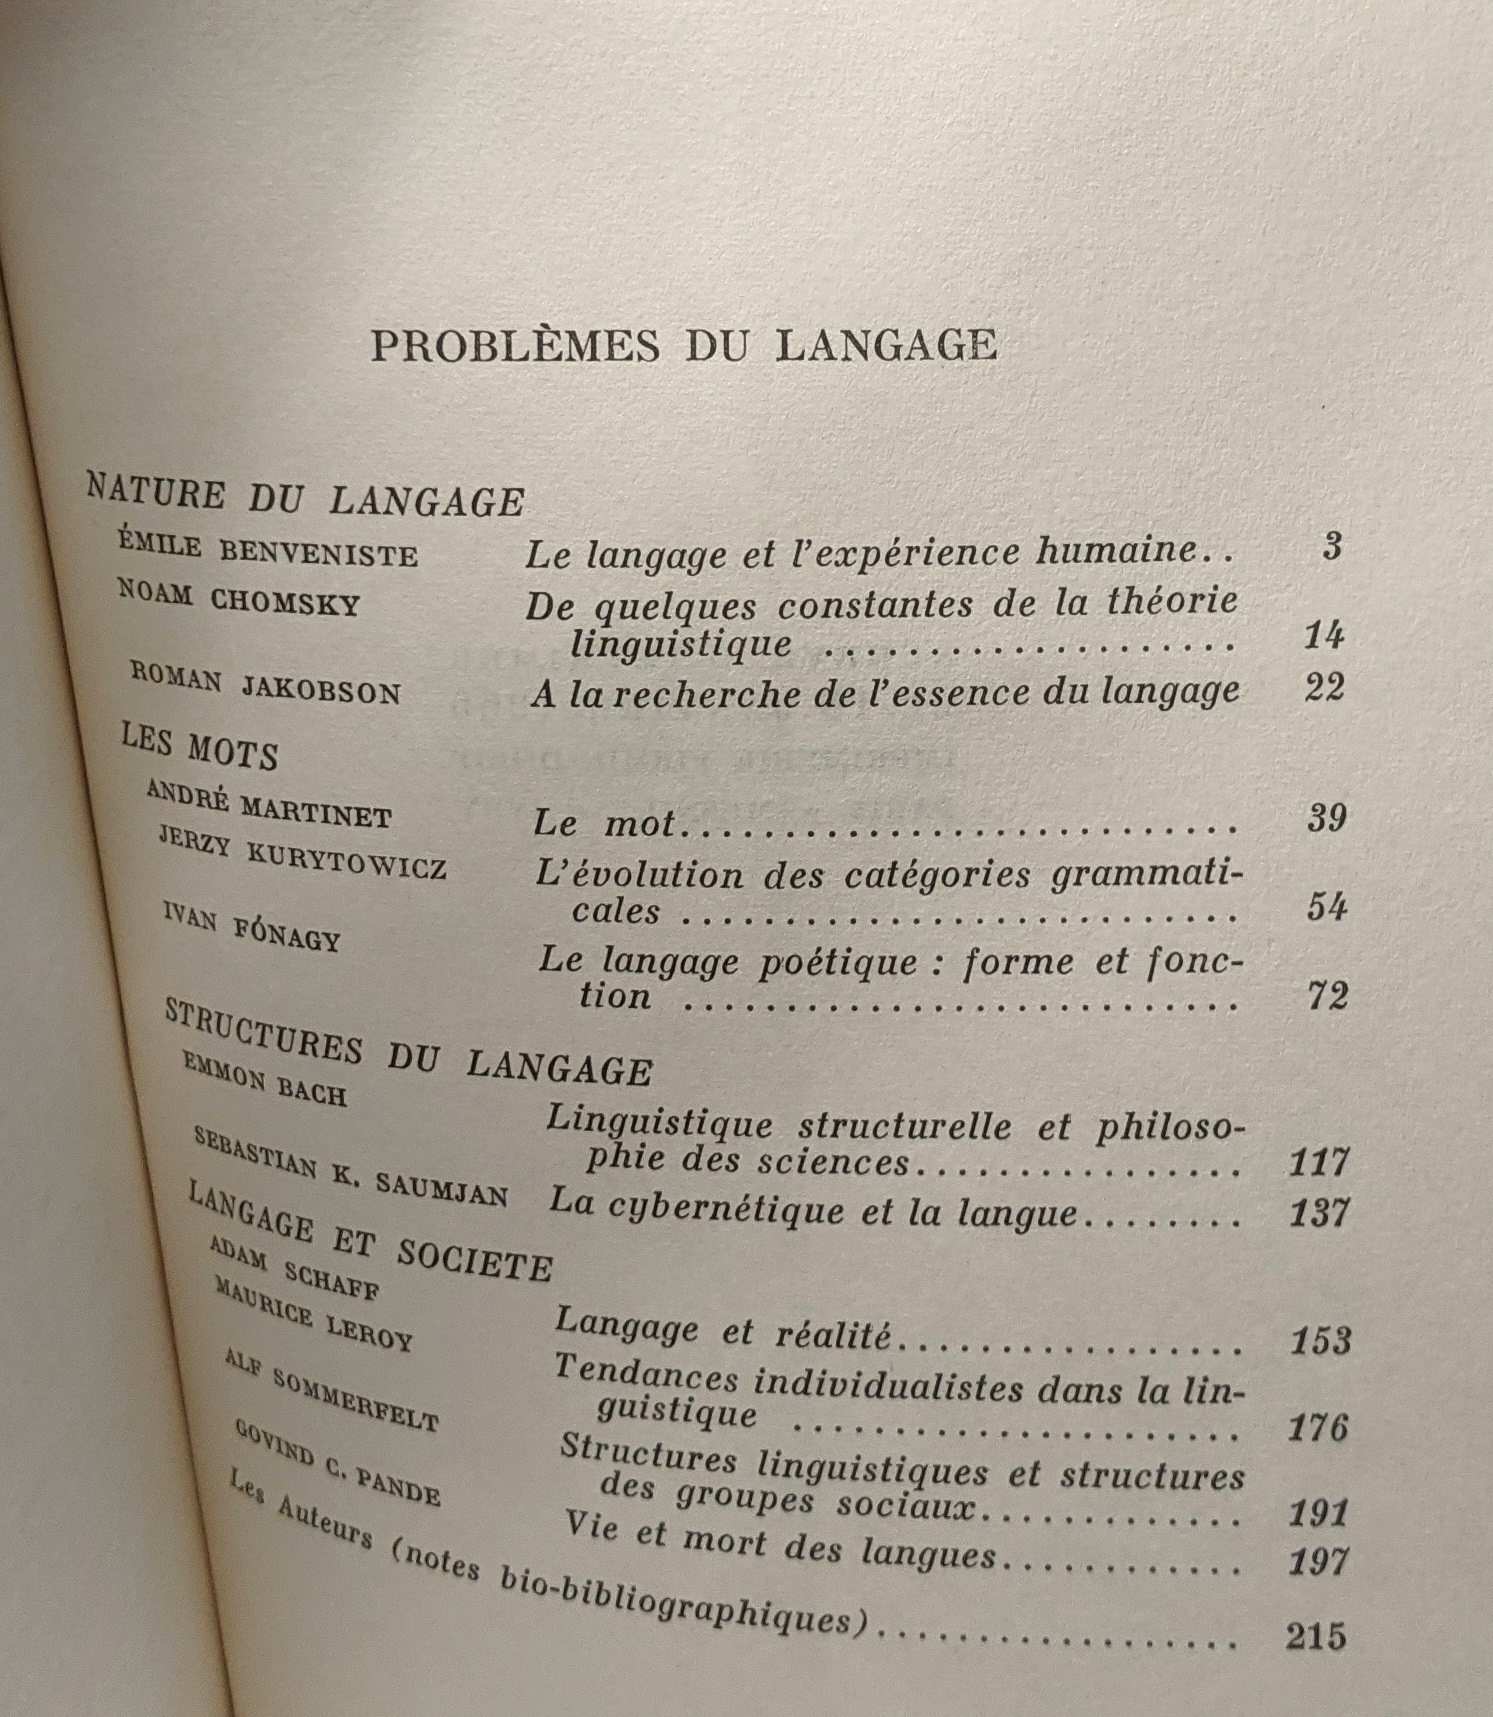 PROBLÈMES DU LANGAGE
NATURE DU LANGAGE
ÉMILE BENVENISTE Le langage et l'expérience humaine.. 3
NOAM CHOMSKY De quelques constantes de la théorie
linguistique .................... 14
ROMAN JAKOBSON A la recherche de l'essence du langage 22
LES MOTS
ANDRÉ MARTINET Le mot........................... 39
JERZY KURYTOWICZ L'évolution des catégories grammati-
cales ........................... 54
IVAN FÓNAGY Le langage poétique : forme et fonc-
tion ........................... 72
STRUCTURES DU LANGAGE
EMMON BACH Linguistique structurelle et philoso-
phie des sciences................ 117
SEBASTIAN K. SAUMJAN La cybernétique et la langue........ 137
LANGAGE ET SOCIETE
ADAM SCHAFF Langage et réalité................. 153
MAURICE LEROY Tendances individualistes dans la lin-
guistique ...................... 176
ALF SOMMERFELT Structures linguistiques et structures
des groupes sociaux............. 191
GOVIND C. PANDE Vie et mort des langues............ 197
Les Auteurs (notes bio-bibliographiques).................. 215